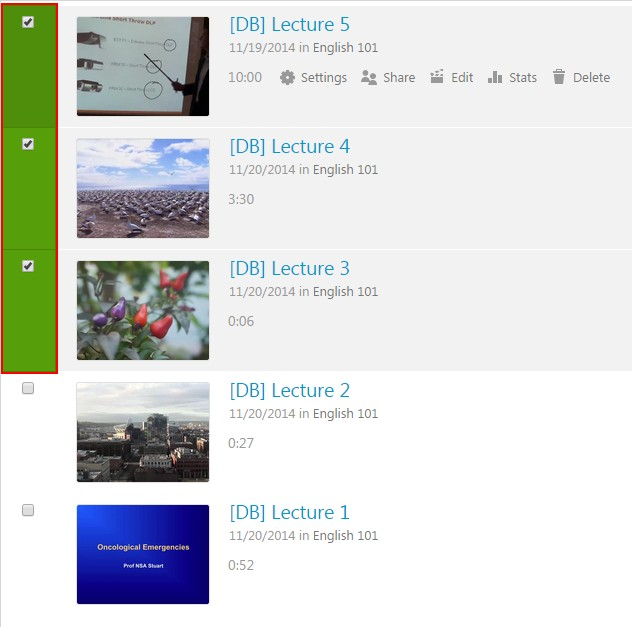 [DB] Lecture 5
11/19/2014 in English 101
10:00 Settings Share Edit Stats Delete
Short Throw DLP
[DB] Lecture 4
11/20/2014 in English 101
3:30
[DB] Lecture 3
11/20/2014 in English 101
0:06
[DB] Lecture 2
11/20/2014 in English 101
0:27
[DB] Lecture 1
11/20/2014 in English 101
0:52
Oncological Emergencies
Prof NSA Stuart